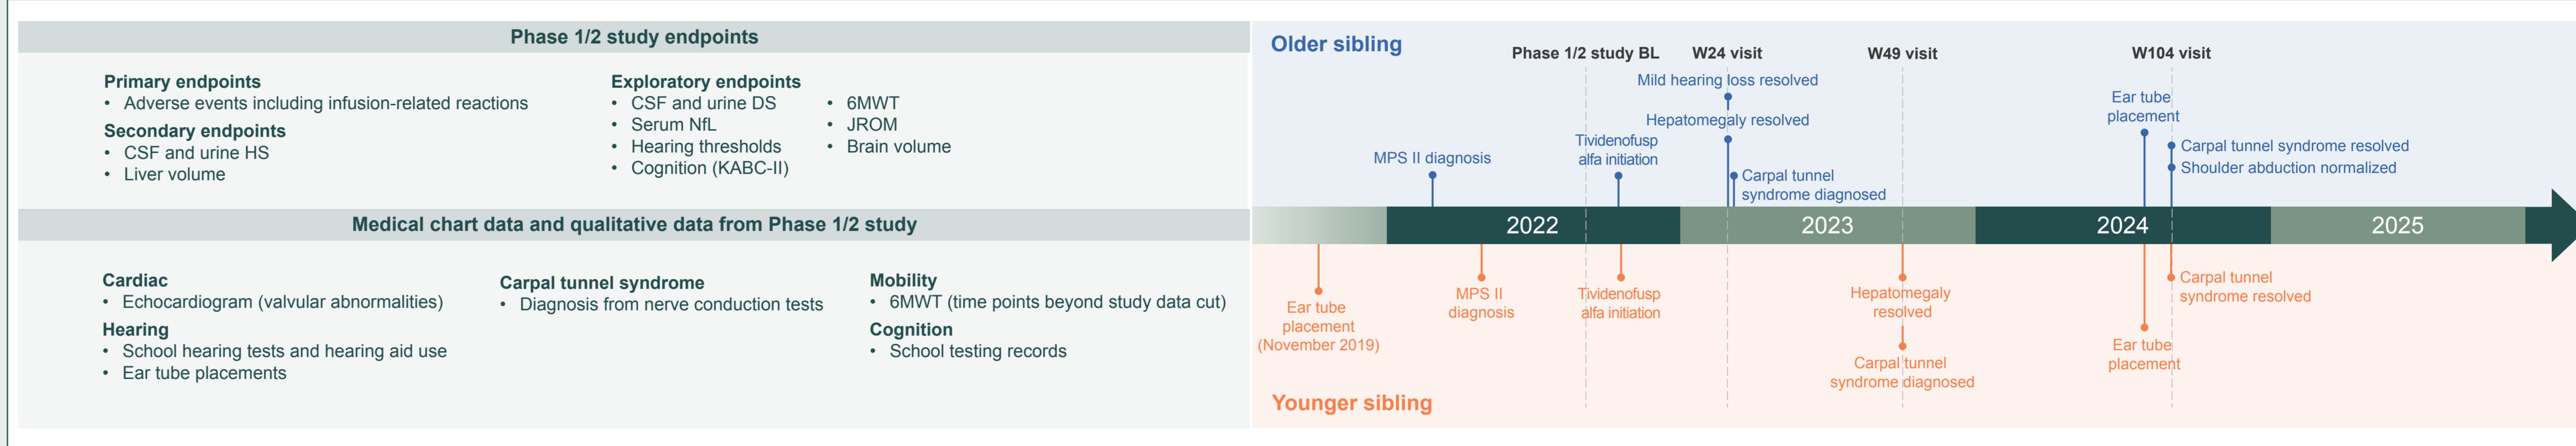 Phase 1/2 study endpoints
Primary endpoints
• Adverse events including infusion-related reactions
Secondary endpoints
• CSF and urine HS
• Liver volume
Exploratory endpoints
• CSF and urine DS
• Serum NfL
• Hearing thresholds
• Cognition (KABC-II)
• 6MWT
• JROM
• Brain volume
Medical chart data and qualitative data from Phase 1/2 study
Cardiac
• Echocardiogram (valvular abnormalities)
Hearing
• School hearing tests and hearing aid use
• Ear tube placements
Carpal tunnel syndrome
• Diagnosis from nerve conduction tests
Mobility
• 6MWT (time points beyond study data cut)
Cognition
• School testing records
Older sibling
Phase 1/2 study BL
W24 visit
W49 visit
W104 visit
MPS II diagnosis
Tividenofusp
alfa initiation
Mild hearing loss resolved
Hepatomegaly resolved
Carpal tunnel
syndrome diagnosed
Ear tube
placement
Carpal tunnel syndrome resolved
Shoulder abduction normalized
2022
2023
2024
2025
Ear tube
placement
(November 2019)
MPS II
diagnosis
Tividenofusp
alfa initiation
Hepatomegaly
resolved
Carpal tunnel
syndrome diagnosed
Ear tube
placement
Carpal tunnel
syndrome resolved
Younger sibling